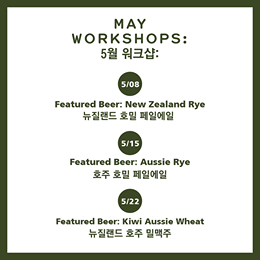 MAY
WORKSHOPS:
5월 워크샵:
5/08
Featured Beer: New Zealand Rye
뉴질랜드 호밀 페일에일
5/15
Featured Beer: Aussie Rye
호주 호밀 페일에일
5/22
Featured Beer: Kiwi Aussie Wheat
뉴질랜드 호주 밀맥주